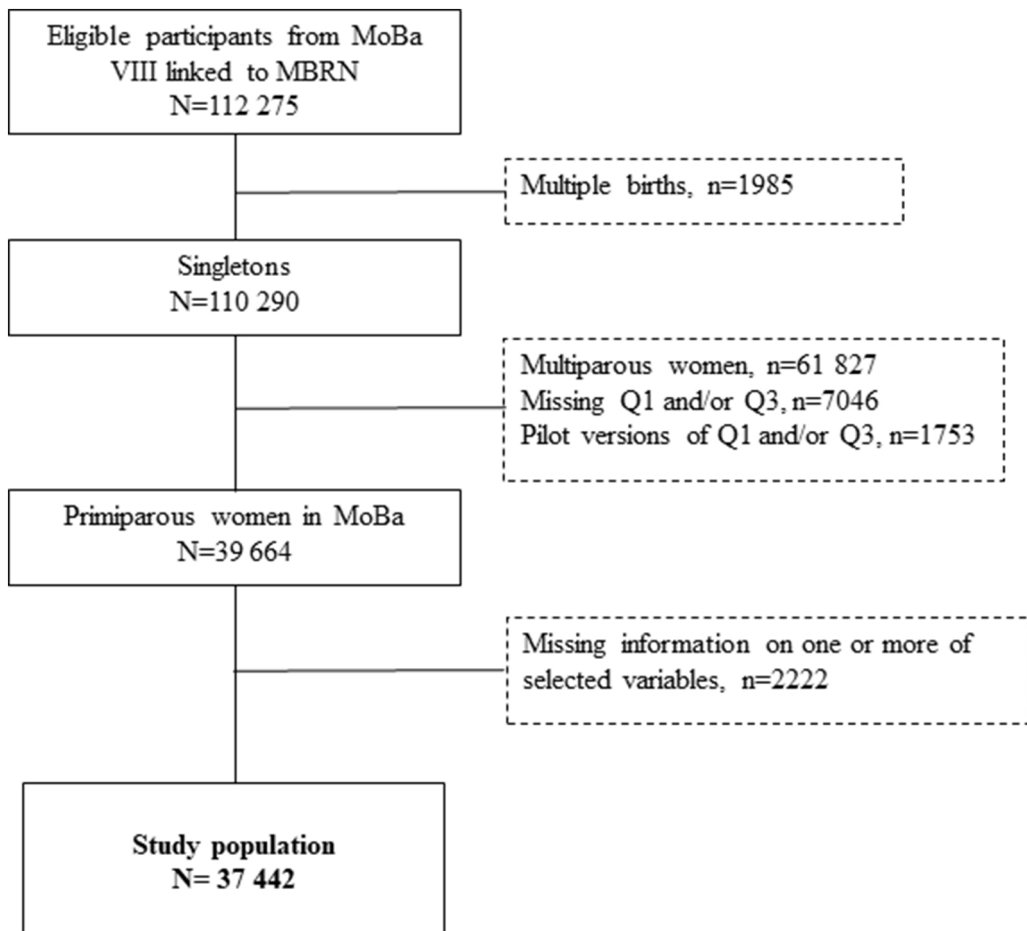 Eligible participants from MoBa
VIII linked to MBRN
N=112 275
Multiple births, n=1985
Singletons
N=110 290
Multiparous women, n=61 827
Missing Q1 and/or Q3, n=7046
Pilot versions of Q1 and/or Q3, n=1753
Primiparous women in MoBa
N=39 664
Missing information on one or more of
selected variables, n=2222
Study population
N= 37 442